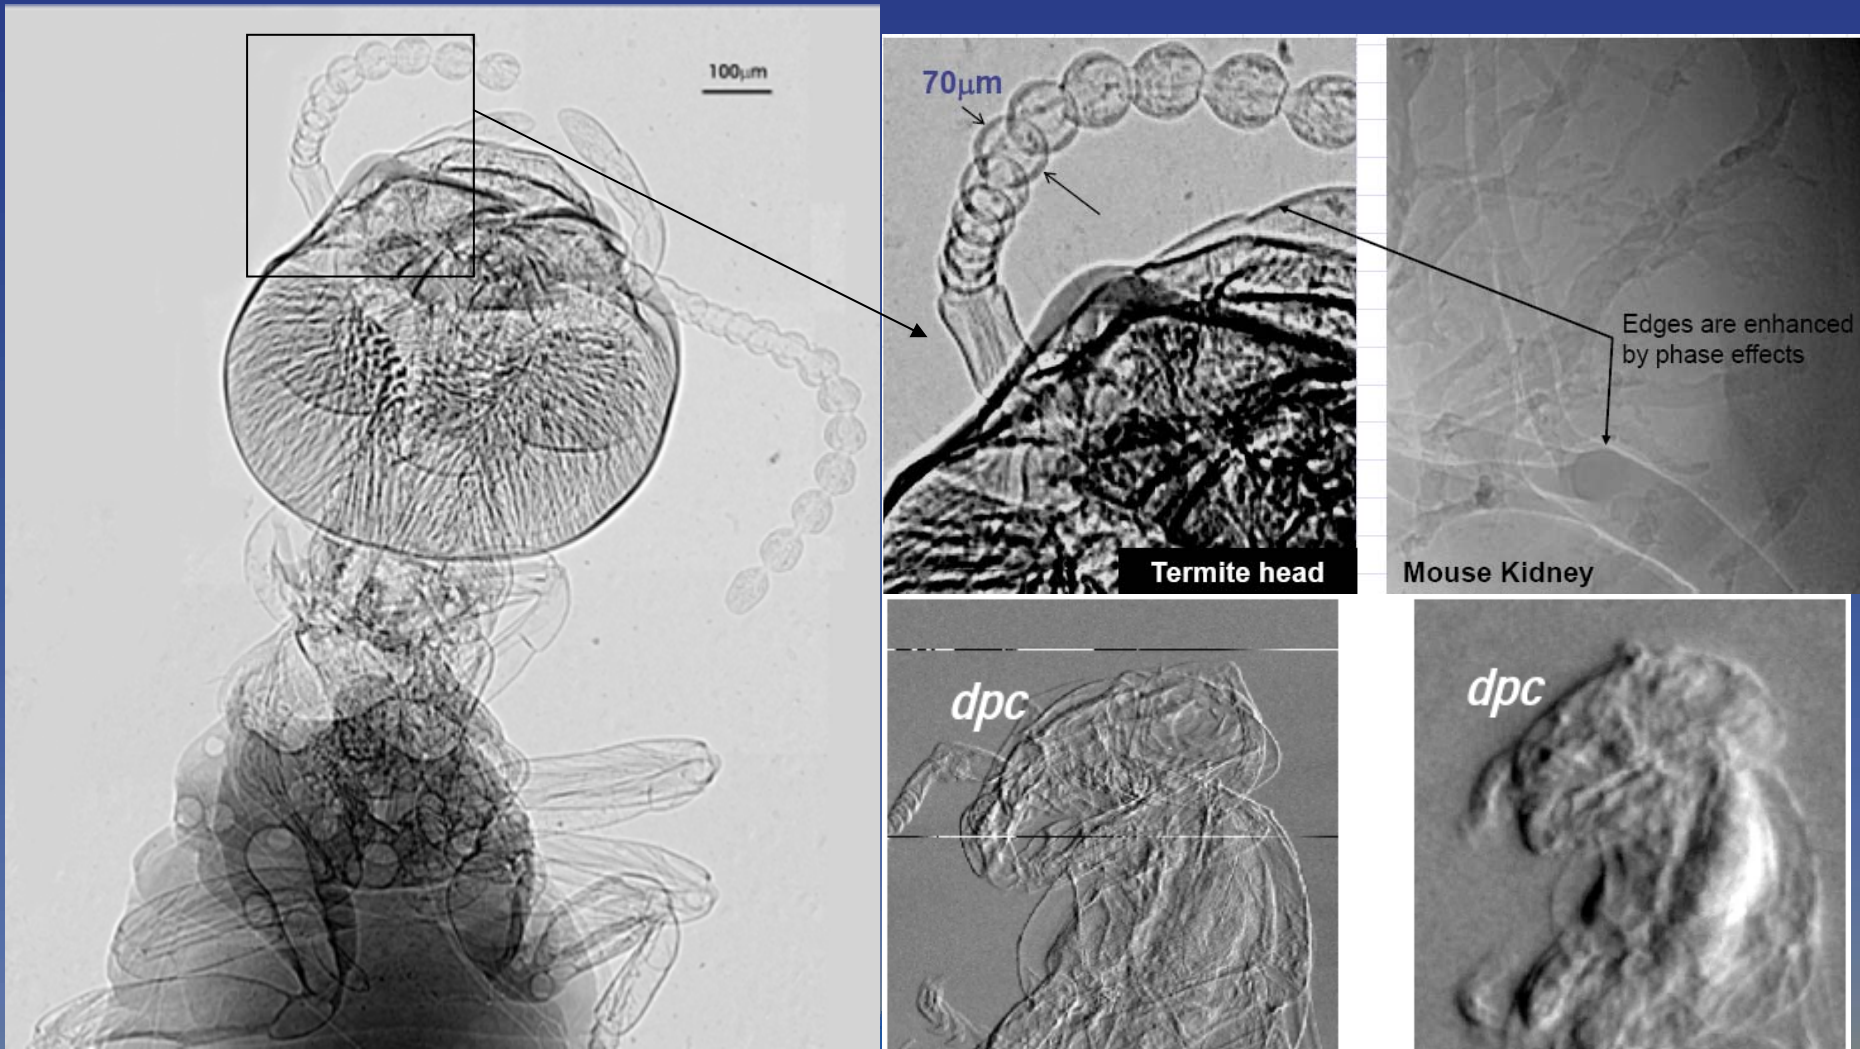 100μm
70μm
Edges are enhanced
by phase effects
Termite head
Mouse Kidney
dpc
dpc